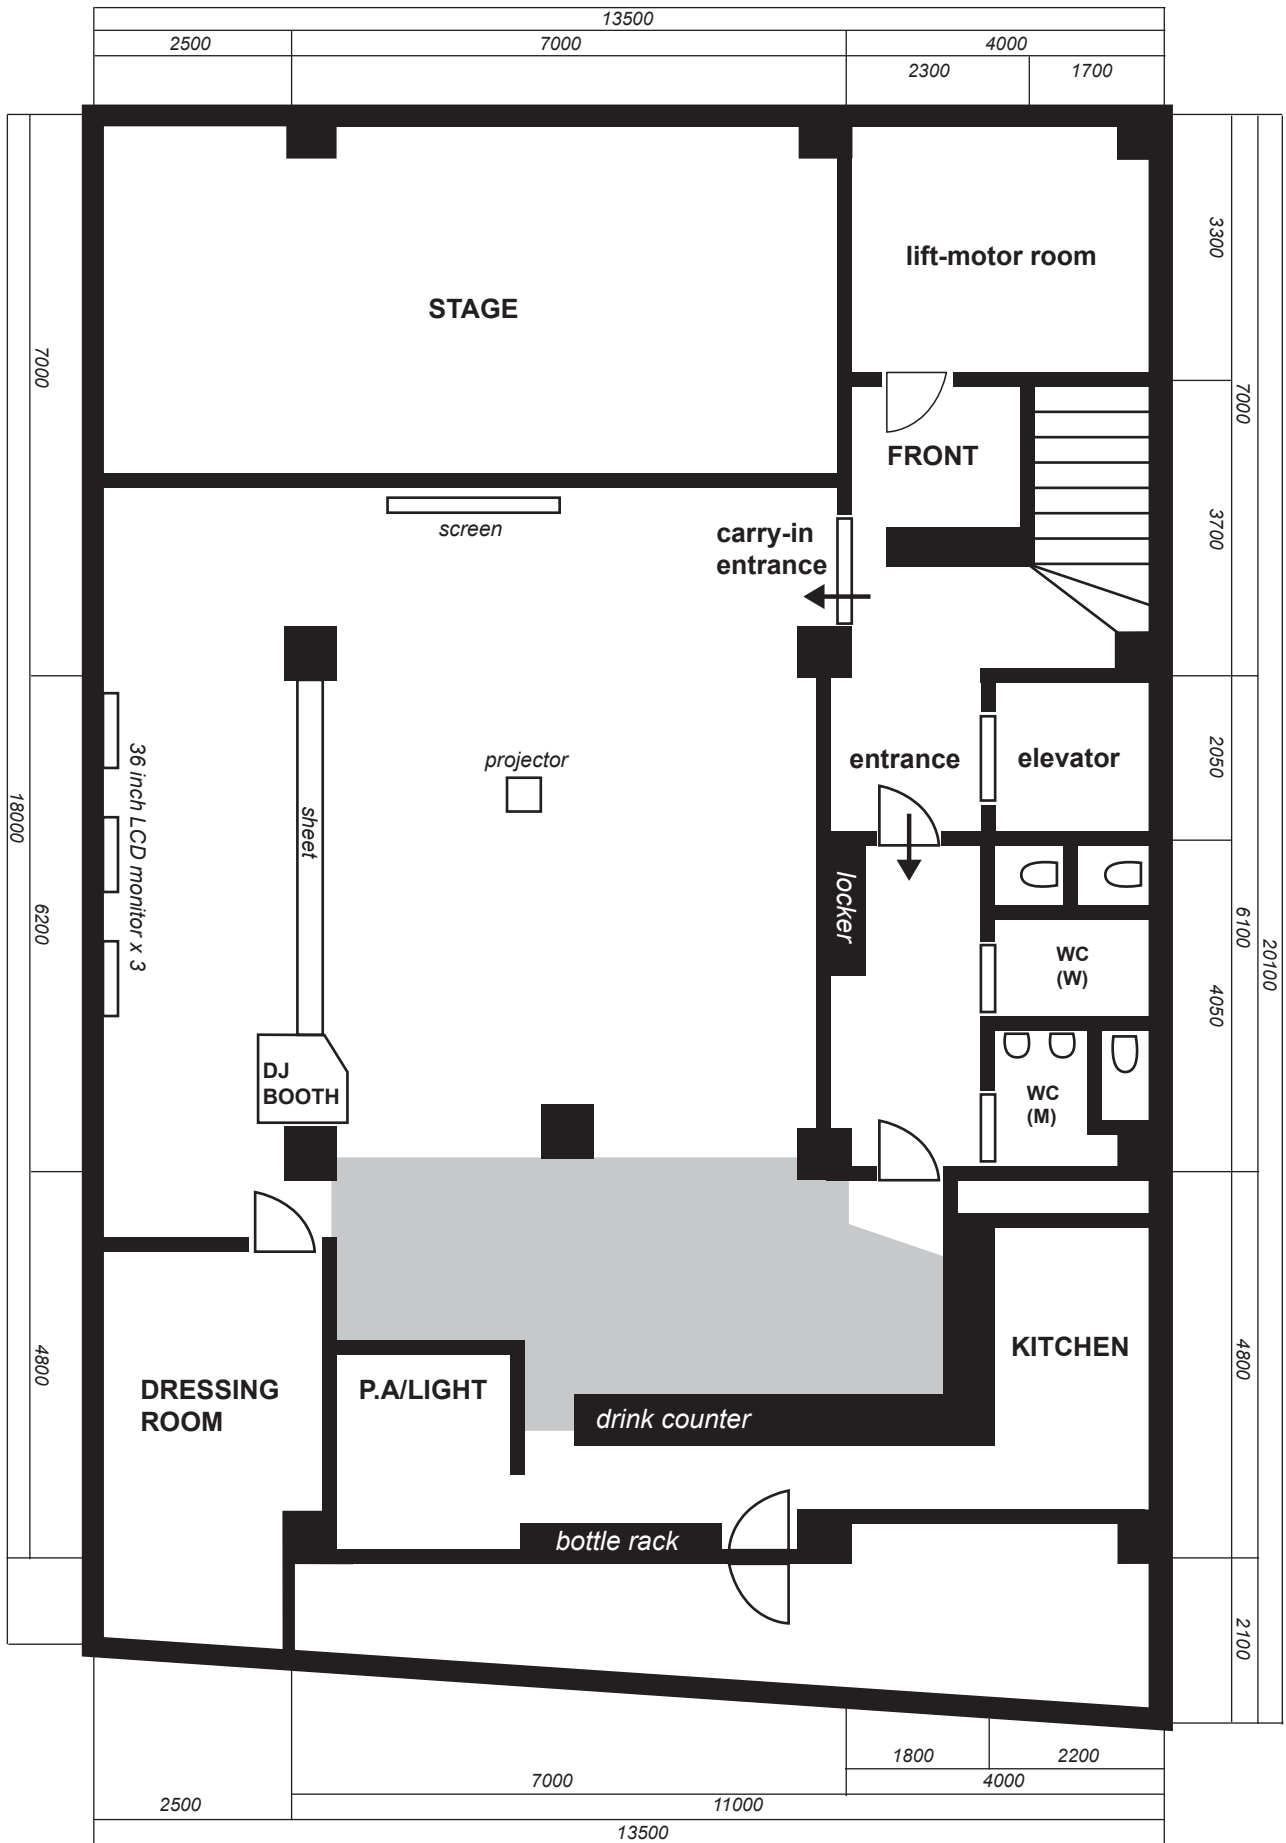 13500
2500
7000
4000
2300
1700
3300
lift-motor room
STAGE
7000
7000
FRONT
3700
screen
carry-in
entrance
36 inch LCD monitor x 3
sheet
projector
entrance
elevator
2050
18000
6200
locker
WC
(W)
6100
20100
4050
DJ
BOOTH
WC
(M)
4800
DRESSING
ROOM
P.A/LIGHT
KITCHEN
4800
drink counter
bottle rack
2100
1800
2200
7000
4000
2500
11000
13500